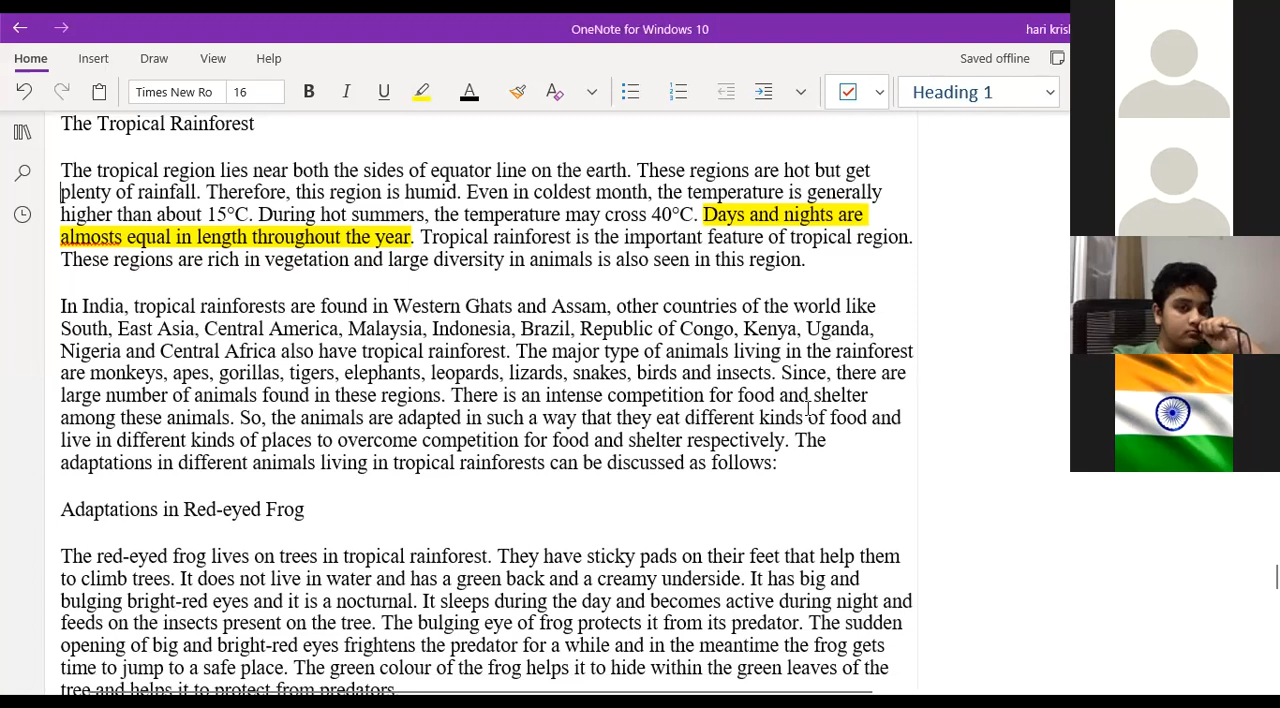 OneNote for Windows 10
hari krish
Home Insert Draw View Help
Saved offline
Times New Ro 16 B I U A Heading 1
The Tropical Rainforest
The tropical region lies near both the sides of equator line on the earth. These regions are hot but get
plenty of rainfall. Therefore, this region is humid. Even in coldest month, the temperature is generally
higher than about 15°C. During hot summers, the temperature may cross 40°C. Days and nights are
almosts equal in length throughout the year. Tropical rainforest is the important feature of tropical region.
These regions are rich in vegetation and large diversity in animals is also seen in this region.
In India, tropical rainforests are found in Western Ghats and Assam, other countries of the world like
South, East Asia, Central America, Malaysia, Indonesia, Brazil, Republic of Congo, Kenya, Uganda,
Nigeria and Central Africa also have tropical rainforest. The major type of animals living in the rainforest
are monkeys, apes, gorillas, tigers, elephants, leopards, lizards, snakes, birds and insects. Since, there are
large number of animals found in these regions. There is an intense competition for food and shelter
among these animals. So, the animals are adapted in such a way that they eat different kinds of food and
live in different kinds of places to overcome competition for food and shelter respectively. The
adaptations in different animals living in tropical rainforests can be discussed as follows:
Adaptations in Red-eyed Frog
The red-eyed frog lives on trees in tropical rainforest. They have sticky pads on their feet that help them
to climb trees. It does not live in water and has a green back and a creamy underside. It has big and
bulging bright-red eyes and it is a nocturnal. It sleeps during the day and becomes active during night and
feeds on the insects present on the tree. The bulging eye of frog protects it from its predator. The sudden
opening of big and bright-red eyes frightens the predator for a while and in the meantime the frog gets
time to jump to a safe place. The green colour of the frog helps it to hide within the green leaves of the
tree and helps it to protect from predators.